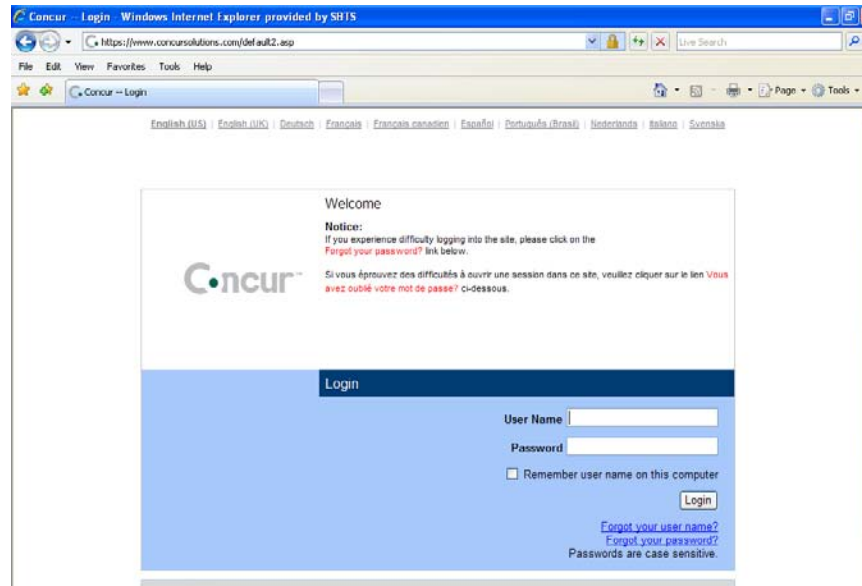 Concur -- Login - Windows Internet Explorer provided by SBTS
https://www.concursolutions.com/default2.asp
Live Search
File Edit View Favorites Tools Help
Concur -- Login
Page Tools
English (US) | English (UK) | Deutsch | Français | Français canadien | Español | Português (Brasil) | Nederlands | Italiano | Svenska
Welcome
Notice:
If you experience difficulty logging into the site, please click on the
Forgot your password? link below.
Concur™
Si vous éprouvez des difficultés à ouvrir une session dans ce site, veuillez cliquer sur le lien Vous
avez oublié votre mot de passe? ci-dessous.
Login
User Name
Password
Remember user name on this computer
Login
Forgot your user name?
Forgot your password?
Passwords are case sensitive.